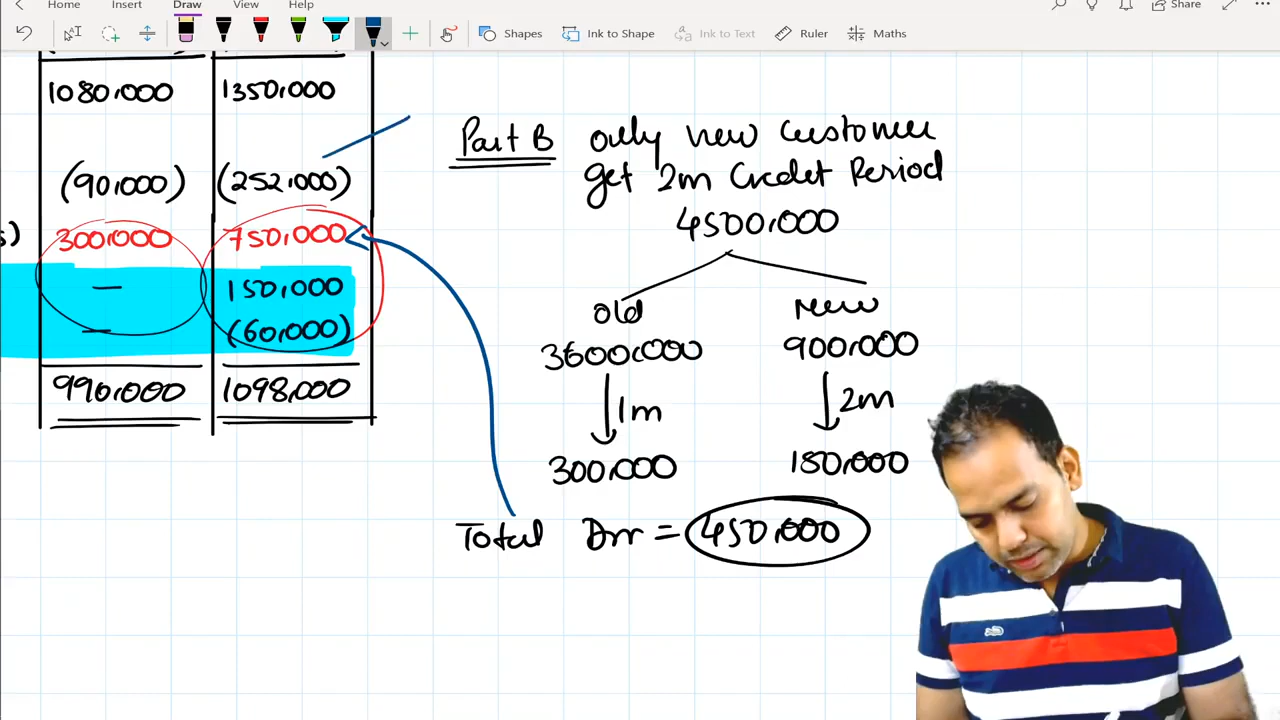 Home Insert Draw View Help Share
Shapes Ink to Shape Ink to Text Ruler Maths
1080,000 1350,000
(90,000) (252,000)
s) 300,000 750,000
— 150,000
— (60,000)
990,000 1098,000
Part B only new Customer
get 2m Credit Period
4500,000
Old New
3600,000 900,000
1m 2m
300,000 150,000
Total Dr = 450,000